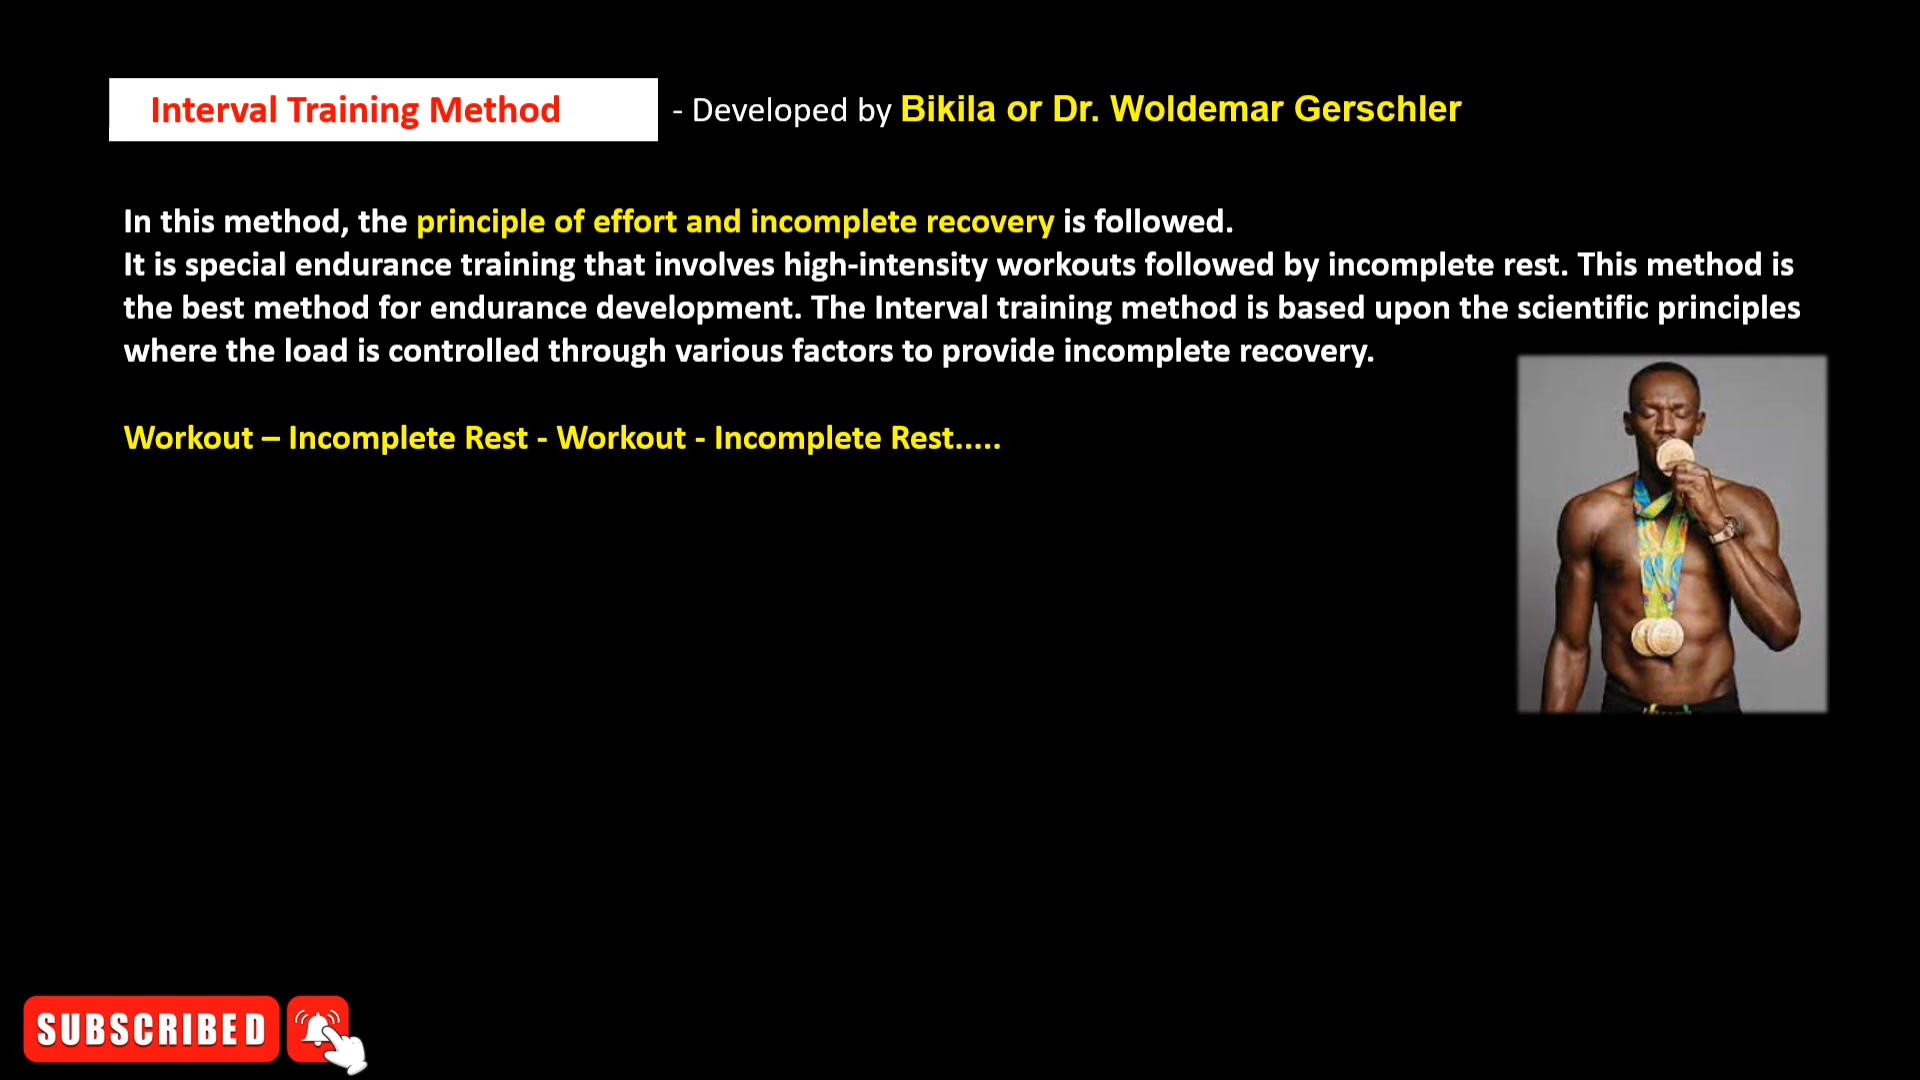 Interval Training Method - Developed by Bikila or Dr. Woldemar Gerschler
In this method, the principle of effort and incomplete recovery is followed.
It is special endurance training that involves high-intensity workouts followed by incomplete rest. This method is
the best method for endurance development. The Interval training method is based upon the scientific principles
where the load is controlled through various factors to provide incomplete recovery.
Workout – Incomplete Rest - Workout - Incomplete Rest.....
SUBSCRIBED